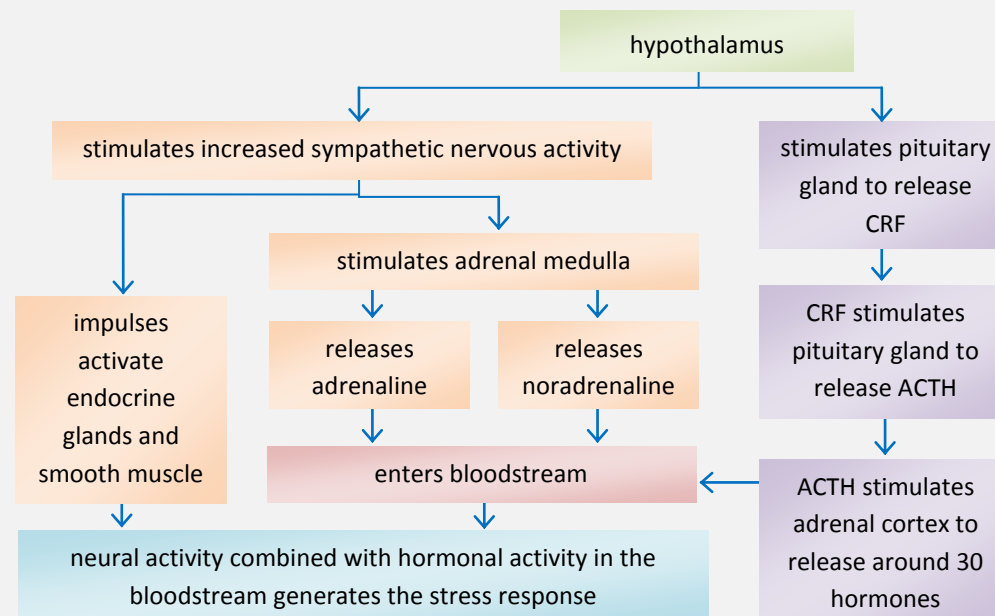 hypothalamus
stimulates increased sympathetic nervous activity
stimulates adrenal medulla
impulses
activate
endocrine
glands and
smooth muscle
releases
adrenaline
releases
noradrenaline
enters bloodstream
neural activity combined with hormonal activity in the
bloodstream generates the stress response
stimulates pituitary
gland to release
CRF
CRF stimulates
pituitary gland to
release ACTH
ACTH stimulates
adrenal cortex to
release around 30
hormones